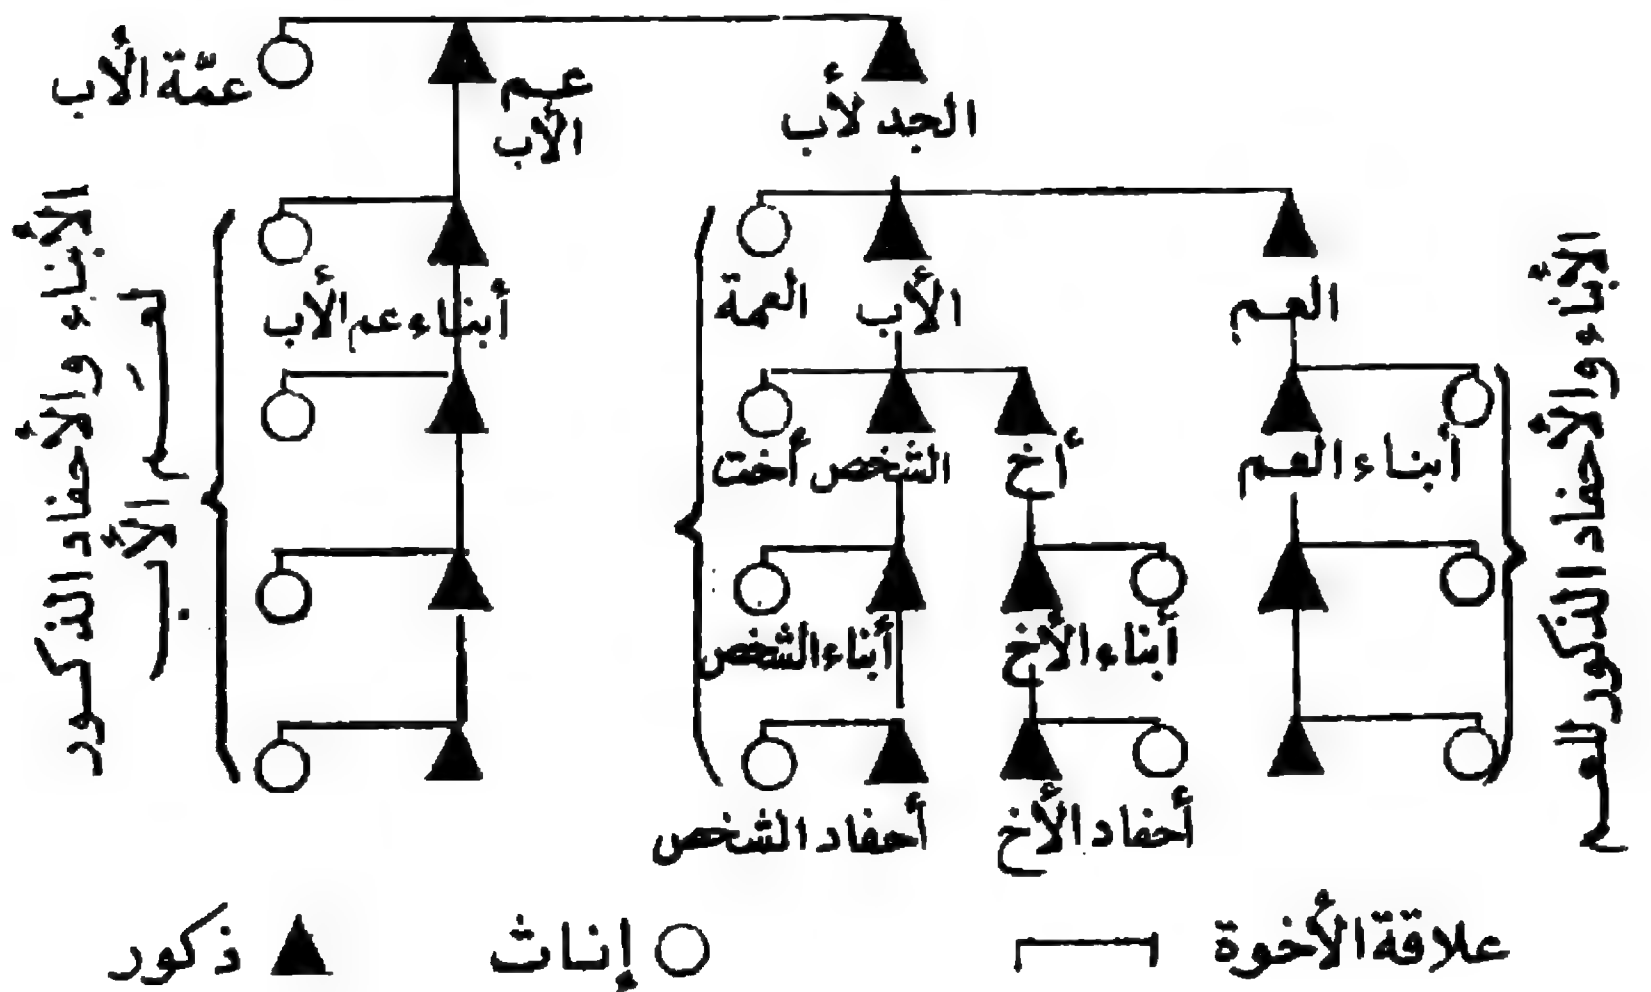 عمّة الأب
عم
الأب
الجد لأب
العم
الأب
العمة
أبناء عم الأب
أبناء العم
أخ
الشخص
أخت
أبناء الأخ
أبناء الشخص
أحفاد الأخ
أحفاد الشخص
الأبناء والأحفاد الذكور للعم
الأبناء والأحفاد الذكور
لعم الأب
علاقة الأخوة
إناث
ذكور